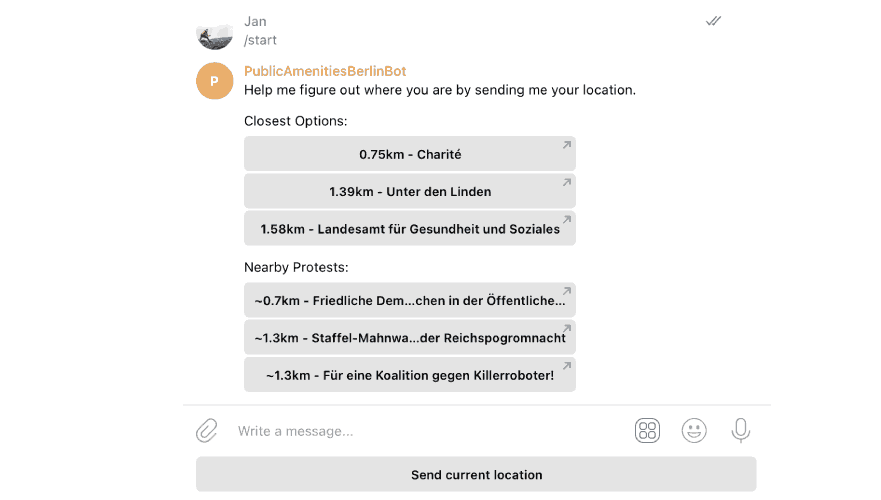 Jan
/start
P
PublicAmenitiesBerlinBot
Help me figure out where you are by sending me your location.
Closest Options:
0.75km - Charité
1.39km - Unter den Linden
1.58km - Landesamt für Gesundheit und Soziales
Nearby Protests:
~0.7km - Friedliche Dem...chen in der Öffentliche...
~1.3km - Staffel-Mahnwa...der Reichspogromnacht
~1.3km - Für eine Koalition gegen Killerroboter!
Write a message...
Send current location